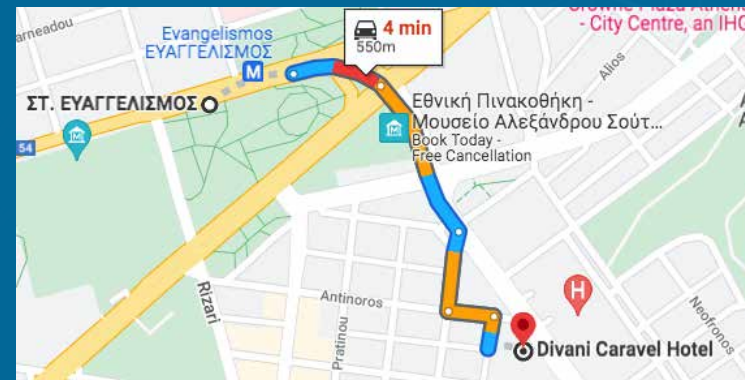 - City Centre, an IHG
arneadou
Evangelismos
ΕΥΑΓΓΕΛΙΣΜΟΣ
M
4 min
550m
Alios
ΣΤ. ΕΥΑΓΓΕΛΙΣΜΟΣ
Εθνική Πινακοθήκη -
Μουσείο Αλεξάνδρου Σούτ...
Book Today -
Free Cancellation
54
Rizari
Antinoros
Pratinou
H
Neofronos
Divani Caravel Hotel